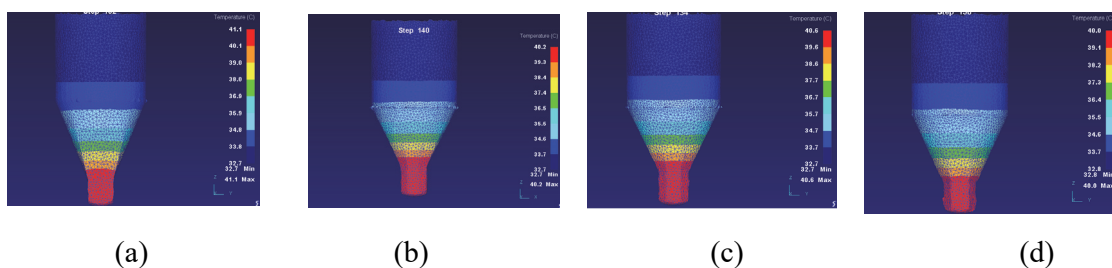 Temperature (C)
41.1
40.1
39.0
38.0
36.9
35.9
34.8
33.8
32.7
32.7 Min
41.1 Max
Z
Y
(a)
Step 140
Temperature (C)
39.3
38.4
37.4
36.5
35.6
34.6
33.7
32.7
32.7 Min
40.2 Max
Z
(b)
Temperature (C)
40.6
39.6
38.6
37.7
36.7
35.7
34.7
33.7
32.7
32.7 Min
40.6 Max
Z
Y
(c)
Temperature (C)
40.0
39.1
38.2
37.3
36.4
35.5
34.6
33.7
32.8
32.8 Min
40.0 Max
Z
Y
(d)